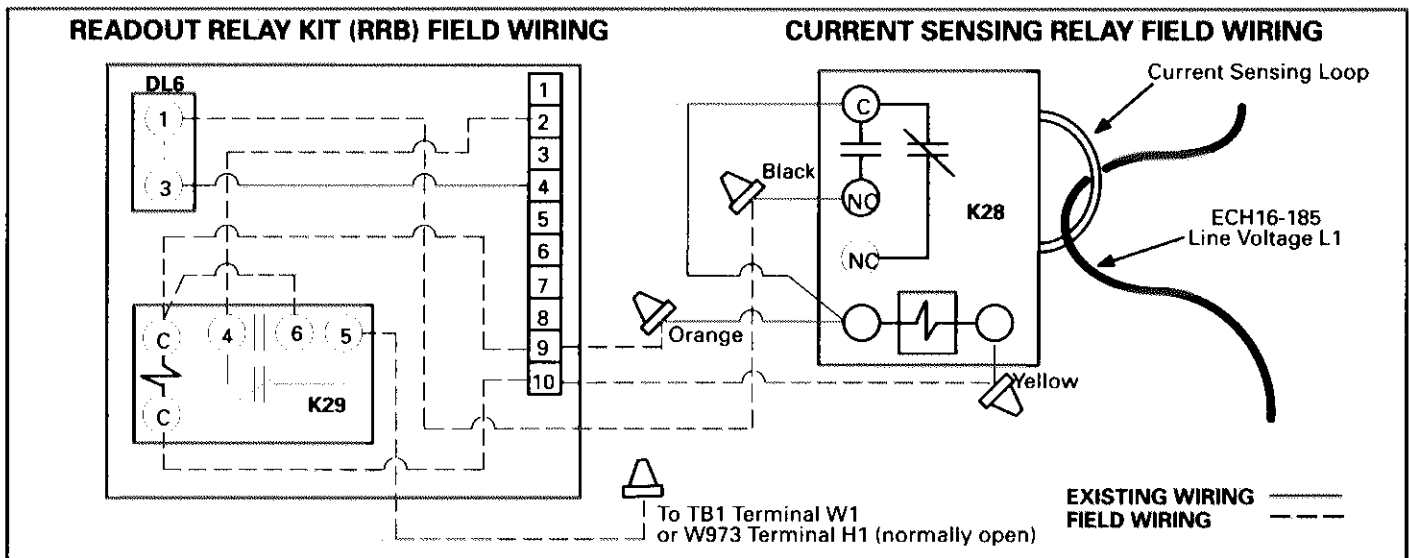 READOUT RELAY KIT (RRB) FIELD WIRING
DL6
1
3
1
2
3
4
5
6
7
8
9
10
C
4
6
5
C
K29
To TB1 Terminal W1
or W973 Terminal H1 (normally open)
CURRENT SENSING RELAY FIELD WIRING
Current Sensing Loop
C
Black
NO
K28
NC
ECH16-185
Line Voltage L1
Orange
Yellow
EXISTING WIRING
FIELD WIRING